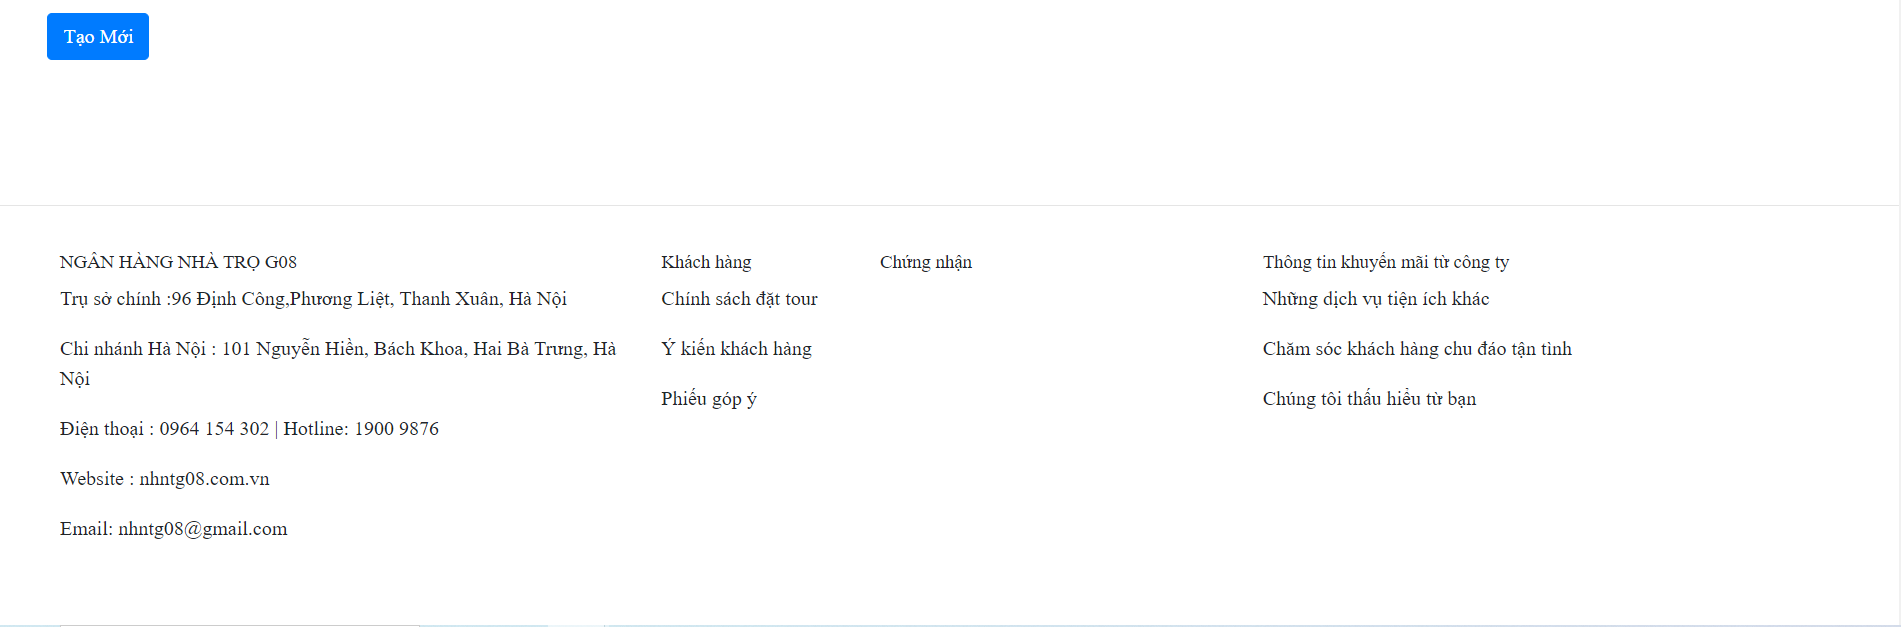 Tạo Mới
NGÂN HÀNG NHÀ TRỌ G08
Trụ sở chính :96 Định Công,Phương Liệt, Thanh Xuân, Hà Nội
Chi nhánh Hà Nội : 101 Nguyễn Hiền, Bách Khoa, Hai Bà Trưng, Hà
Nội
Điện thoại : 0964 154 302 | Hotline: 1900 9876
Website : nhntg08.com.vn
Email: nhntg08@gmail.com
Khách hàng
Chính sách đặt tour
Ý kiến khách hàng
Phiếu góp ý
Chứng nhận
Thông tin khuyến mãi từ công ty
Những dịch vụ tiện ích khác
Chăm sóc khách hàng chu đáo tận tình
Chúng tôi thấu hiểu từ bạn